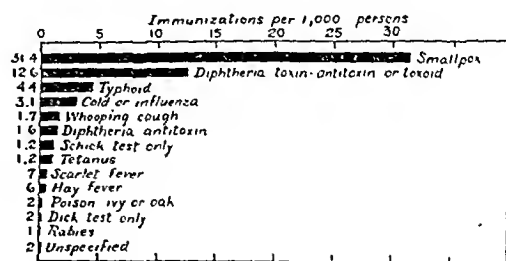 Immunizations per 1,000 persons
0 5 10 15 20 25 30
31 4 Smallpox
12 6 Diphtheria toxin-antitoxin or toxoid
4 4 Typhoid
3.1 Cold or influenza
1.7 Whooping cough
1 6 Diphtheria antitoxin
1.2 Schick test only
1.2 Tetanus
7 Scarlet fever
6 Hay fever
2 Poison ivy or oak
2 Dick test only
1 Rabies
2 Unspecified